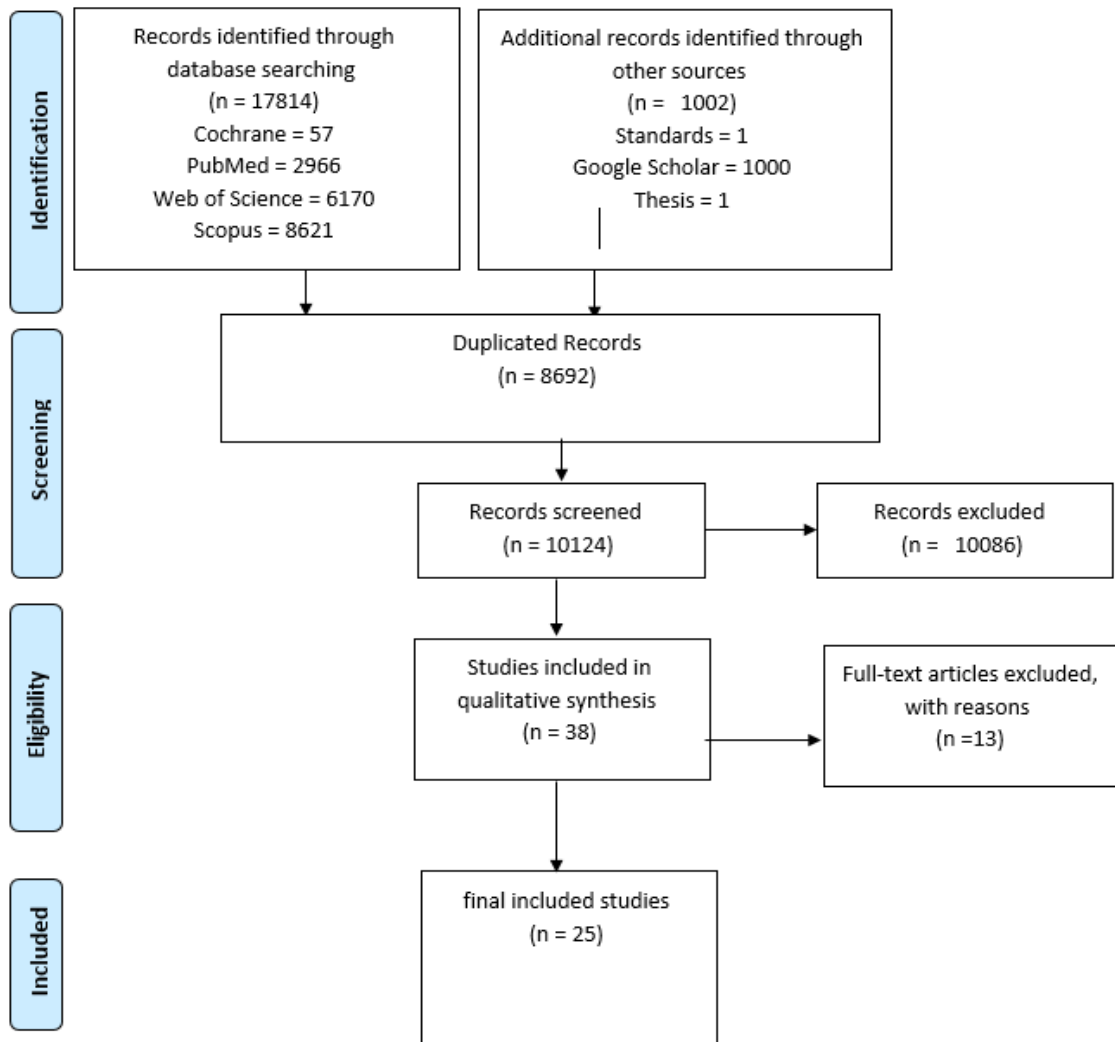 Identification
Records identified through
database searching
(n = 17814)
Cochrane = 57
PubMed = 2966
Web of Science = 6170
Scopus = 8621
Additional records identified through
other sources
(n = 1002)
Standards = 1
Google Scholar = 1000
Thesis = 1
Screening
Duplicated Records
(n = 8692)
Records screened
(n = 10124)
Records excluded
(n = 10086)
Eligibility
Studies included in
qualitative synthesis
(n = 38)
Full-text articles excluded,
with reasons
(n =13)
Included
final included studies
(n = 25)